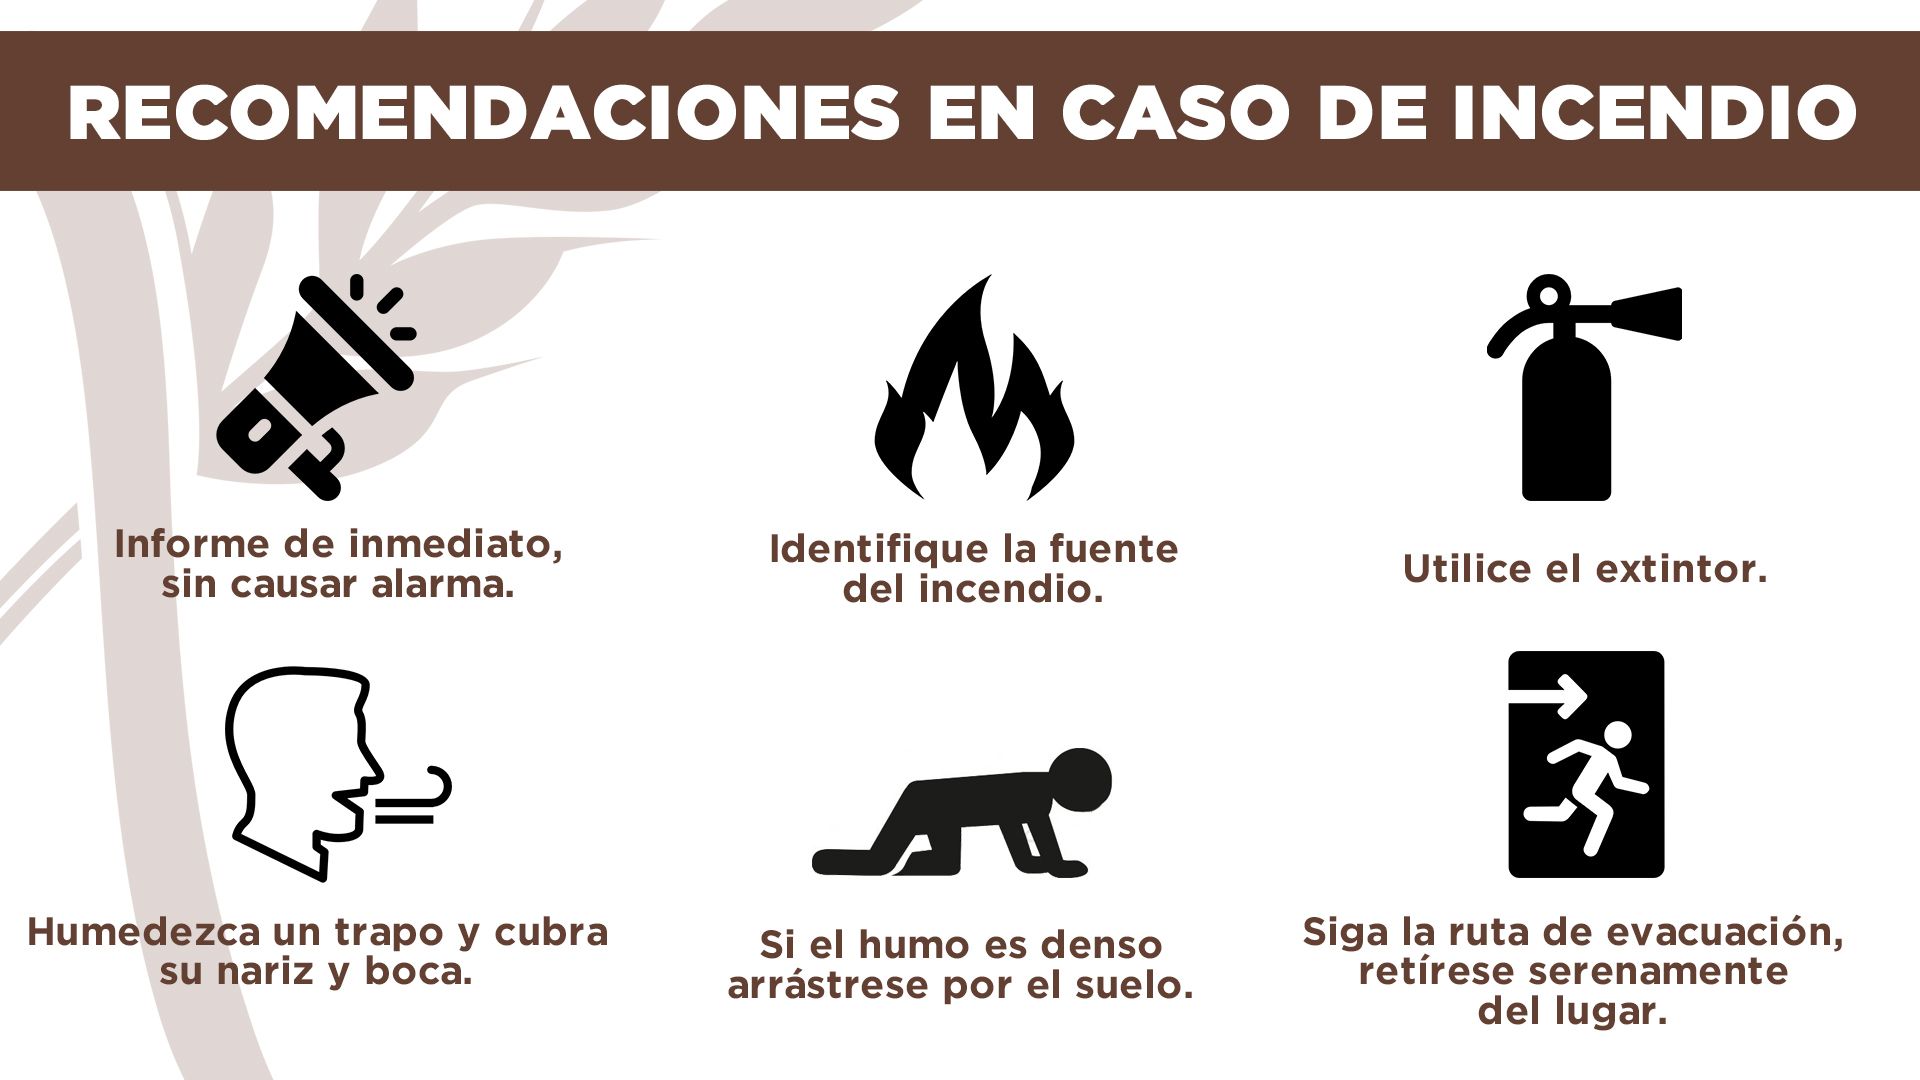 RECOMENDACIONES EN CASO DE INCENDIO
Informe de inmediato,
sin causar alarma.
Identifique la fuente
del incendio.
Utilice el extintor.
Humedezca un trapo y cubra
su nariz y boca.
Si el humo es denso
arrástrese por el suelo.
Siga la ruta de evacuación,
retírese serenamente
del lugar.